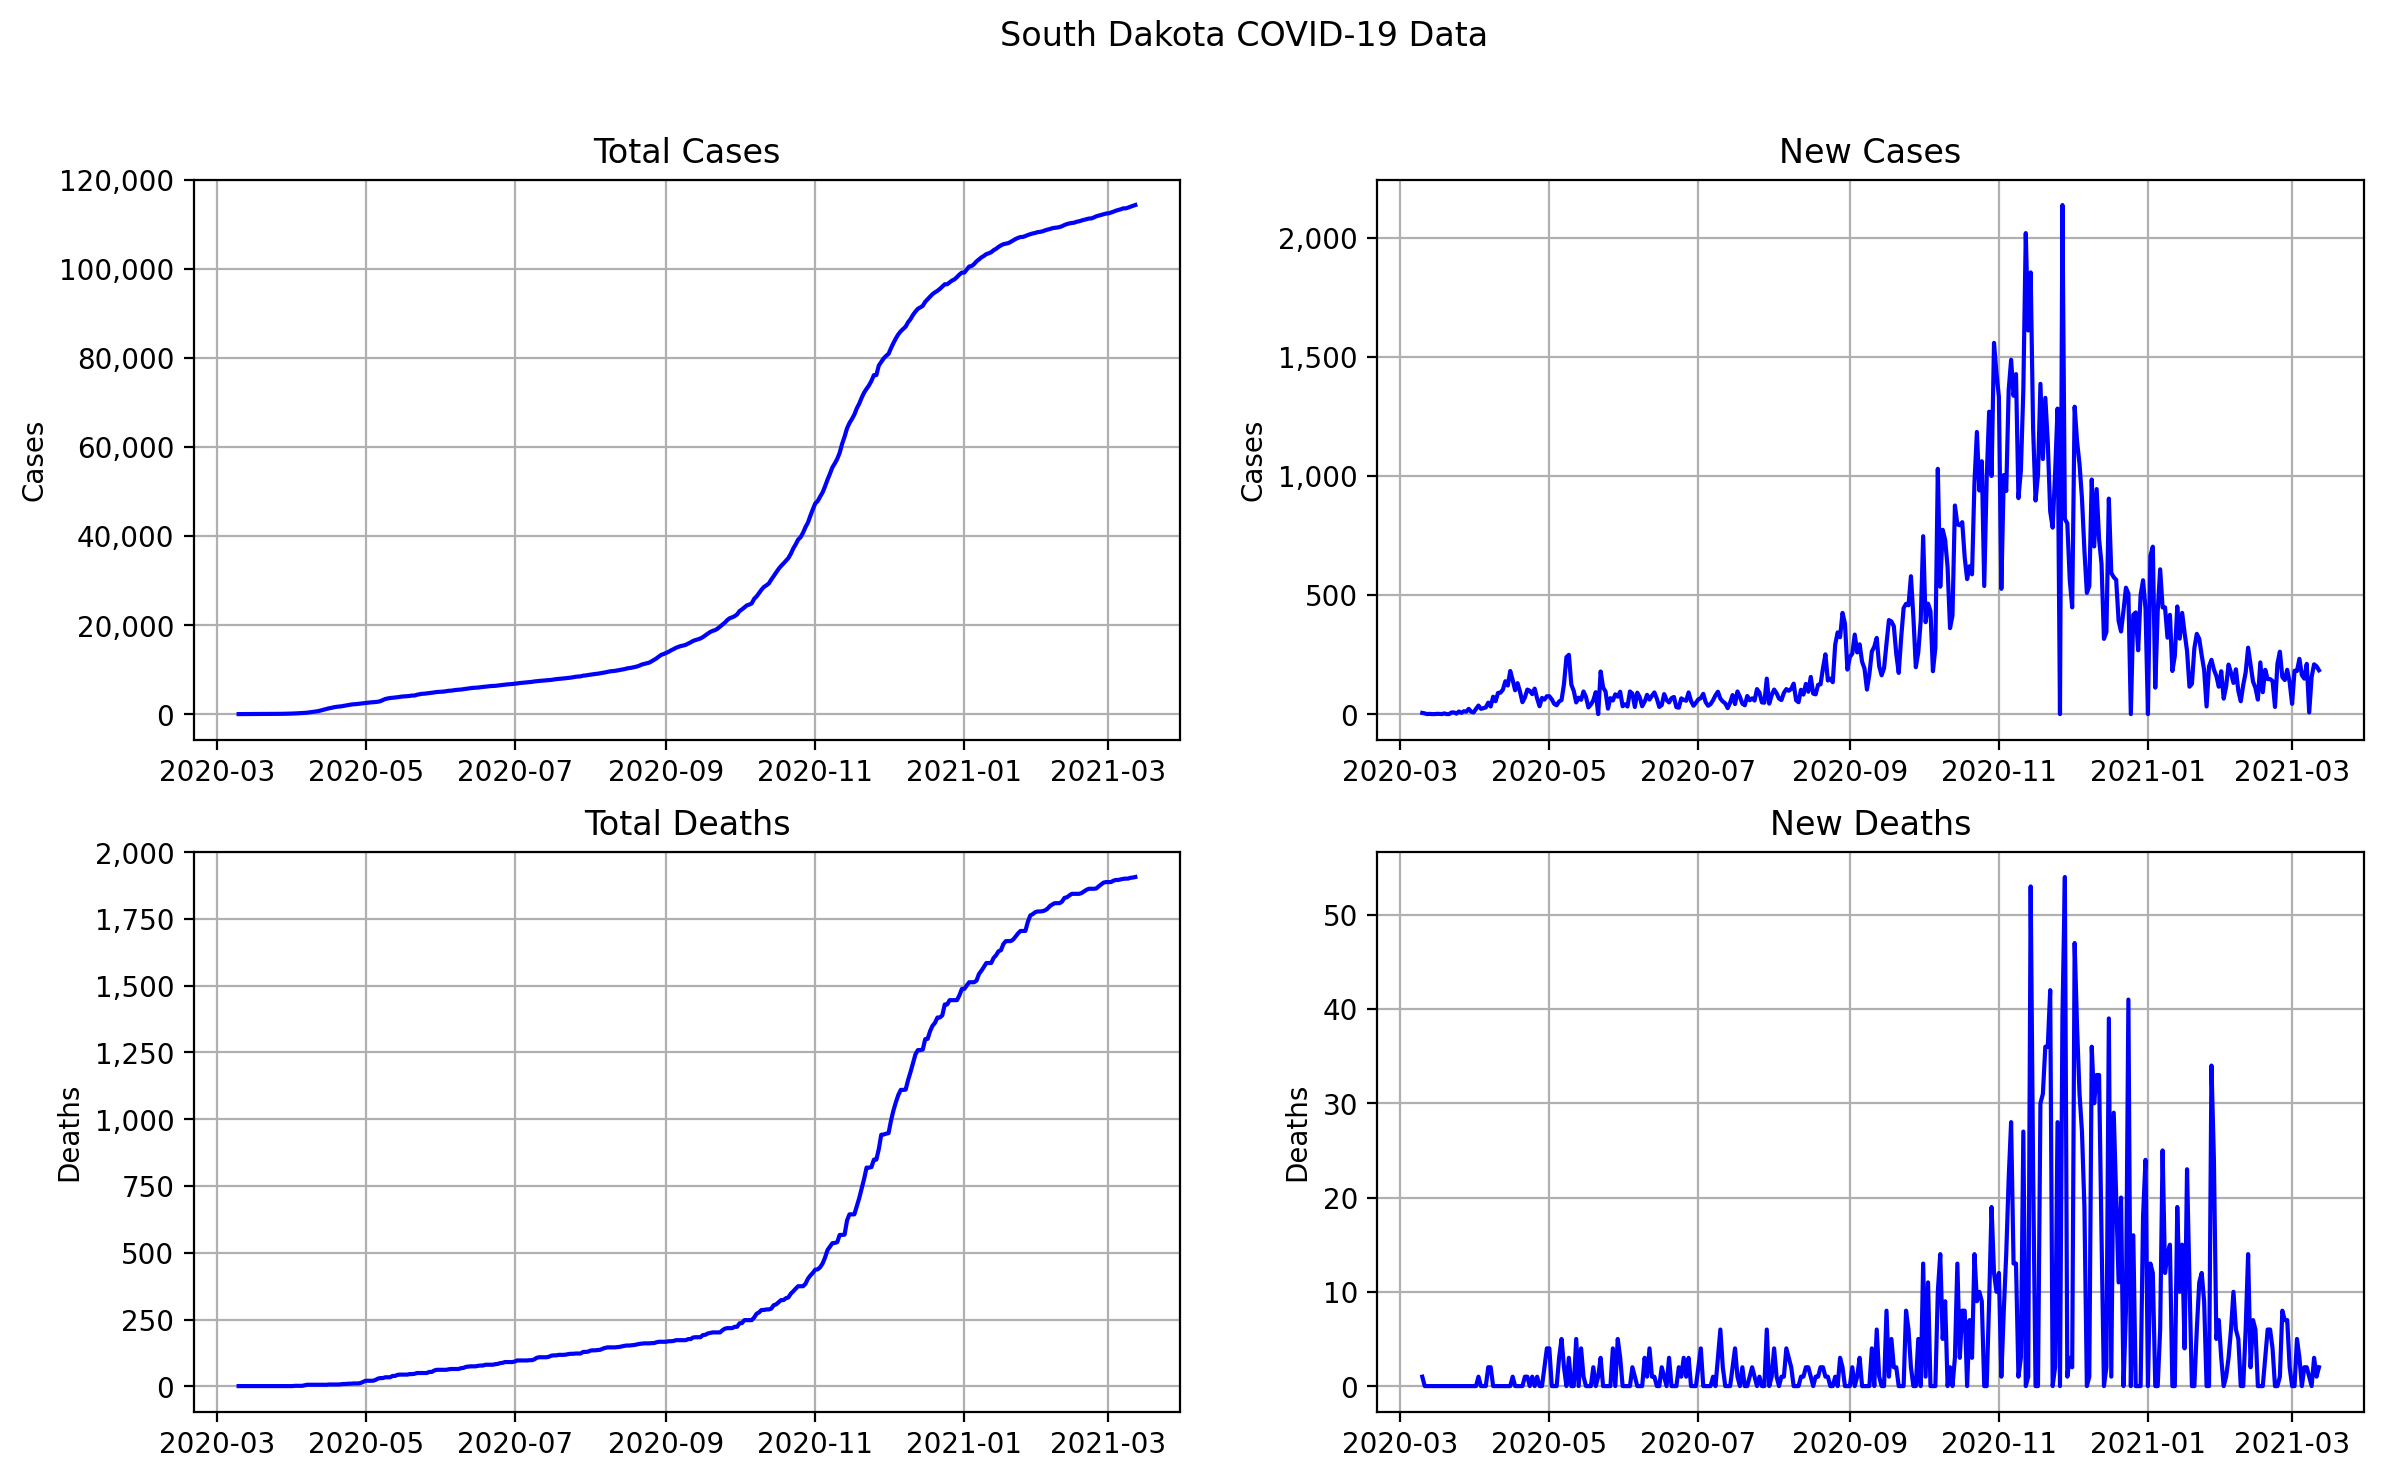 South Dakota COVID-19 Data
Total Cases
120,000
100,000
80,000
60,000
40,000
20,000
0
Cases
2020-03 2020-05 2020-07 2020-09 2020-11 2021-01 2021-03
New Cases
2,000
1,500
1,000
500
0
Cases
2020-03 2020-05 2020-07 2020-09 2020-11 2021-01 2021-03
Total Deaths
2,000
1,750
1,500
1,250
1,000
750
500
250
0
Deaths
2020-03 2020-05 2020-07 2020-09 2020-11 2021-01 2021-03
New Deaths
50
40
30
20
10
0
Deaths
2020-03 2020-05 2020-07 2020-09 2020-11 2021-01 2021-03